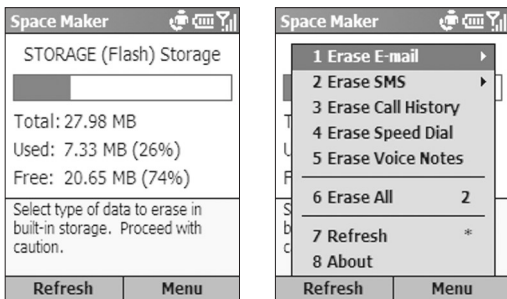 Space Maker
STORAGE (Flash) Storage
Total: 27.98 MB
Used: 7.33 MB (26%)
Free: 20.65 MB (74%)
Select type of data to erase in
built-in storage. Proceed with
caution.
Refresh Menu
Space Maker
1 Erase E-mail
2 Erase SMS
3 Erase Call History
4 Erase Speed Dial
5 Erase Voice Notes
6 Erase All 2
7 Refresh *
8 About
Refresh Menu